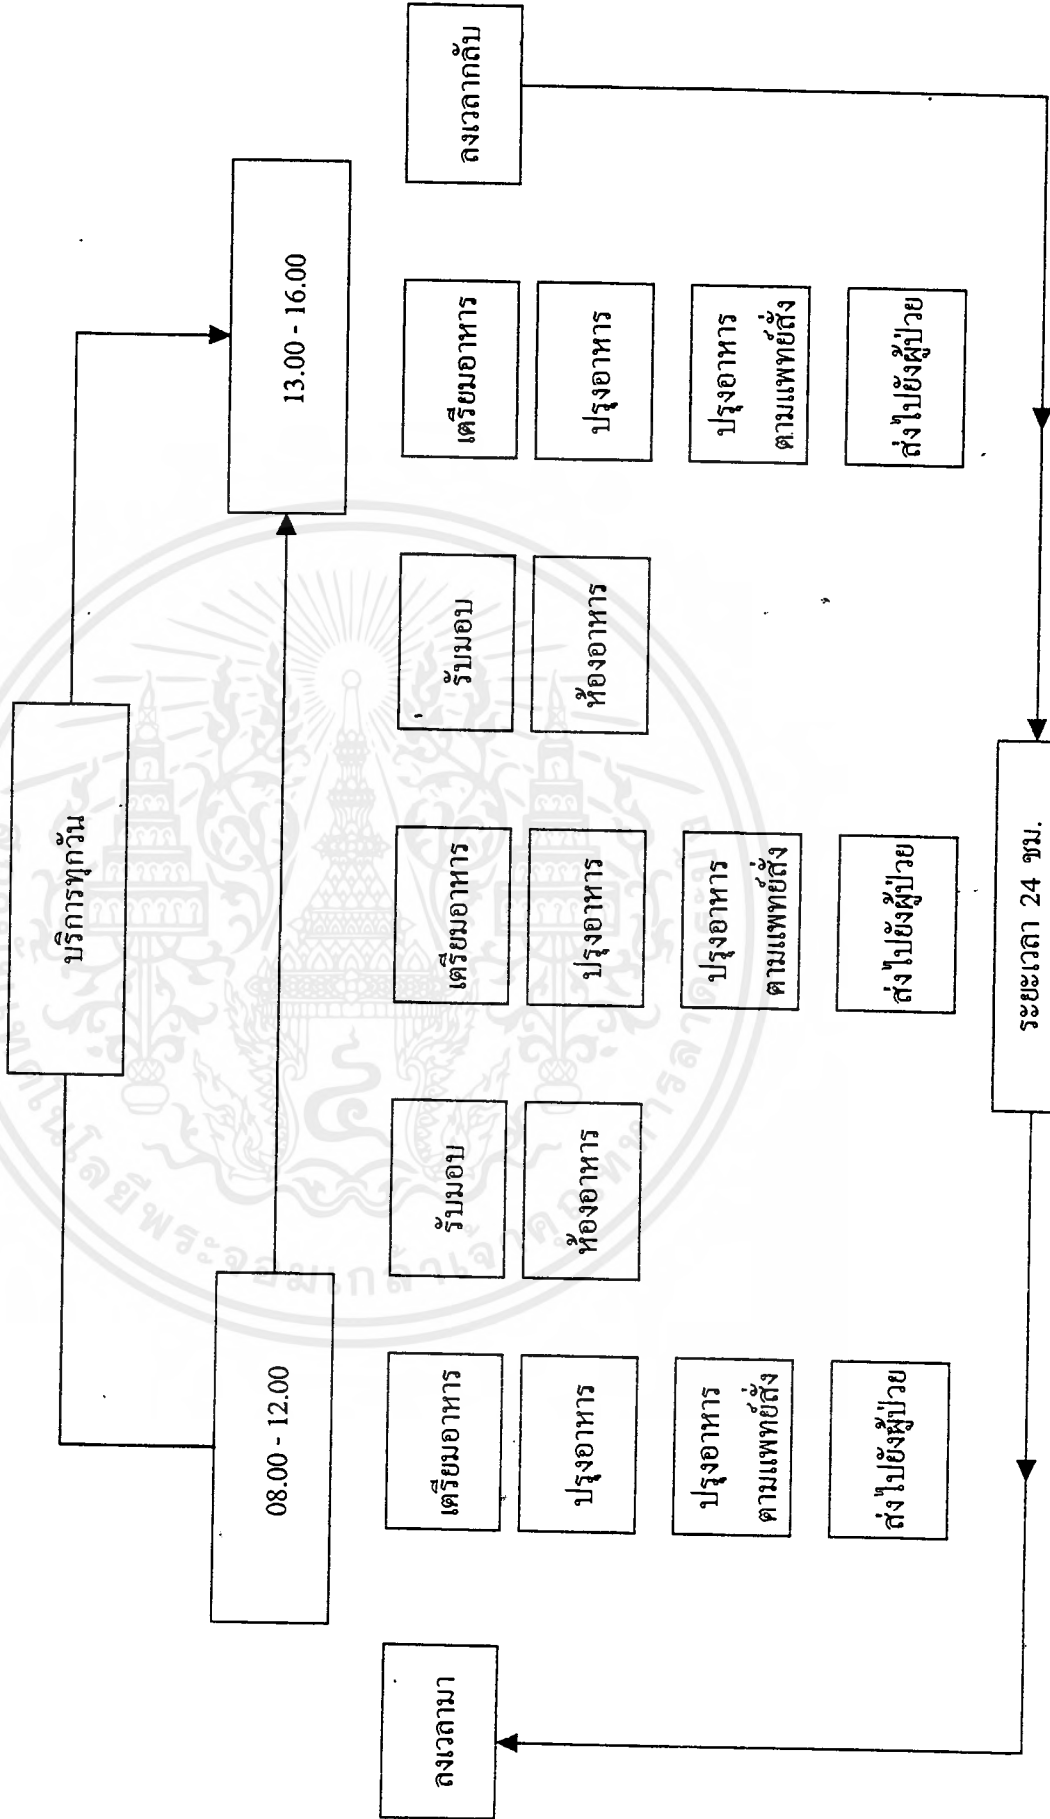 บริการทุกวัน
08.00 - 12.00
13.00 - 16.00
ลงเวลามา
เตรียมอาหาร
ปรุงอาหาร
ปรุงอาหาร
ตามแพทย์สั่ง
ส่งไปยังผู้ป่วย
รับมอบ
ห้องอาหาร
เตรียมอาหาร
ปรุงอาหาร
ปรุงอาหาร
ตามแพทย์สั่ง
ส่งไปยังผู้ป่วย
รับมอบ
ห้องอาหาร
เตรียมอาหาร
ปรุงอาหาร
ปรุงอาหาร
ตามแพทย์สั่ง
ส่งไปยังผู้ป่วย
ลงเวลากลับ
ระยะเวลา 24 ชม.